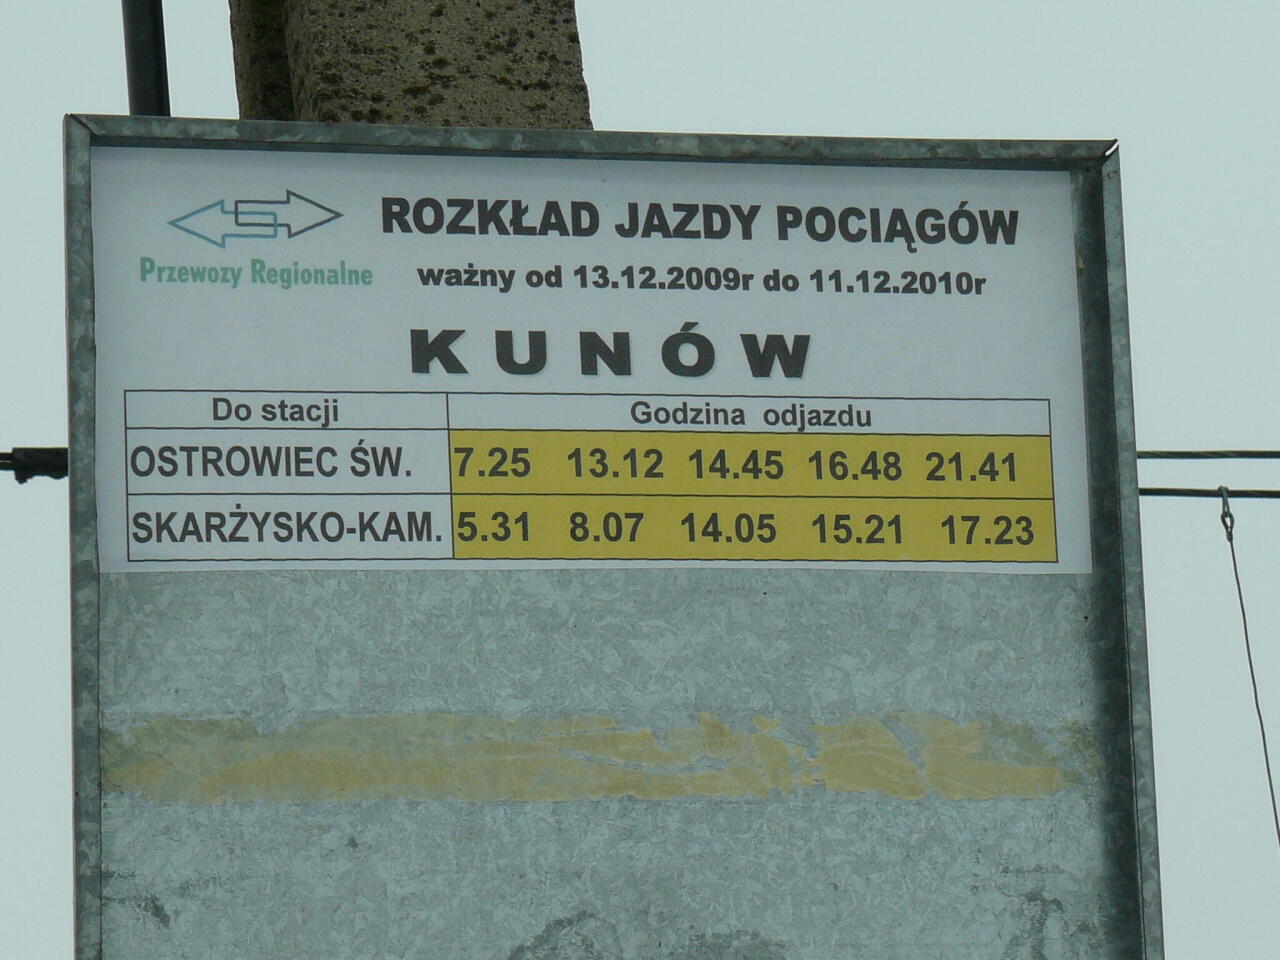 ROZKŁAD JAZDY POCIĄGÓW
Przewozy Regionalne
ważny od 13.12.2009r do 11.12.2010r
KUNÓW
Do stacji Godzina odjazdu
OSTROWIEC ŚW. 7.25 13.12 14.45 16.48 21.41
SKARŻYSKO-KAM. 5.31 8.07 14.05 15.21 17.23